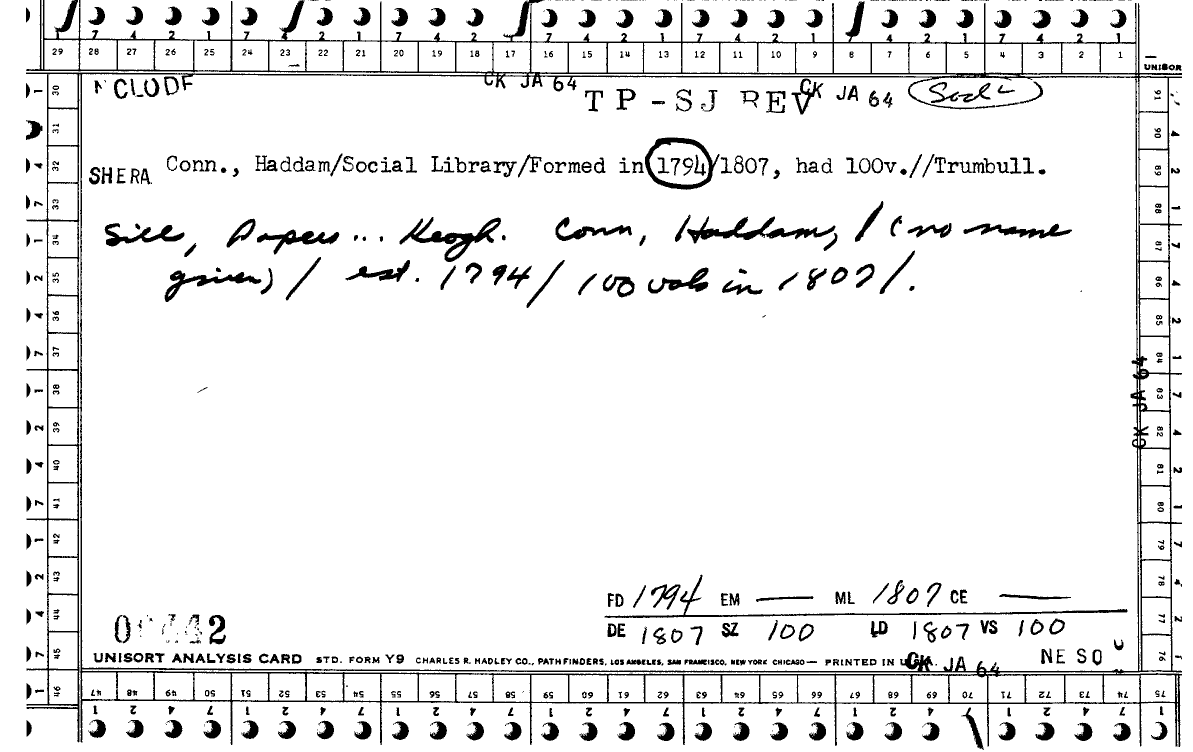 7 4 2 1 7 4 2 1 7 4 2 1 7 4 2 1 7 4 2 1 7 4 2 1 7 4 2 1
29 28 27 26 25 24 23 22 21 20 19 18 17 16 15 14 13 12 11 10 9 8 7 6 5 4 3 2 1
UNISOR
NCLUDE CK JA 64 TP-SJ REV CK JA 64
SHERA Conn., Haddam/Social Library/Formed in 1794/1807, had 100v.//Trumbull.
Sill, Papers... Keogh. Conn, Haddam, / (no name
given) / est. 1794 / 100 vols in 1807/.
30 31 32 33 34 35 36 37 38 39 40 41 42 43 44 45 46
91 90 89 88 87 86 85 84 83 82 81 80 79 78 77 76
CK JA 64
FD 1794 EM — ML 1807 CE —
DE 1807 SZ 100 LD 1807 VS 100
NE SO
UNISORT ANALYSIS CARD STD. FORM Y9 CHARLES R. HADLEY CO., PATHFINDERS, LOS ANGELES, SAN FRANCISCO, NEW YORK CHICAGO— PRINTED IN U.S.A.
CK JA 64
47 48 49 50 51 52 53 54 55 56 57 58 59 60 61 62 63 64 65 66 67 68 69 70 71 72 73 74 75
1 2 4 7 1 2 4 7 1 2 4 7 1 2 4 7 1 2 4 7 1 2 4 7 1 2 4 7 1